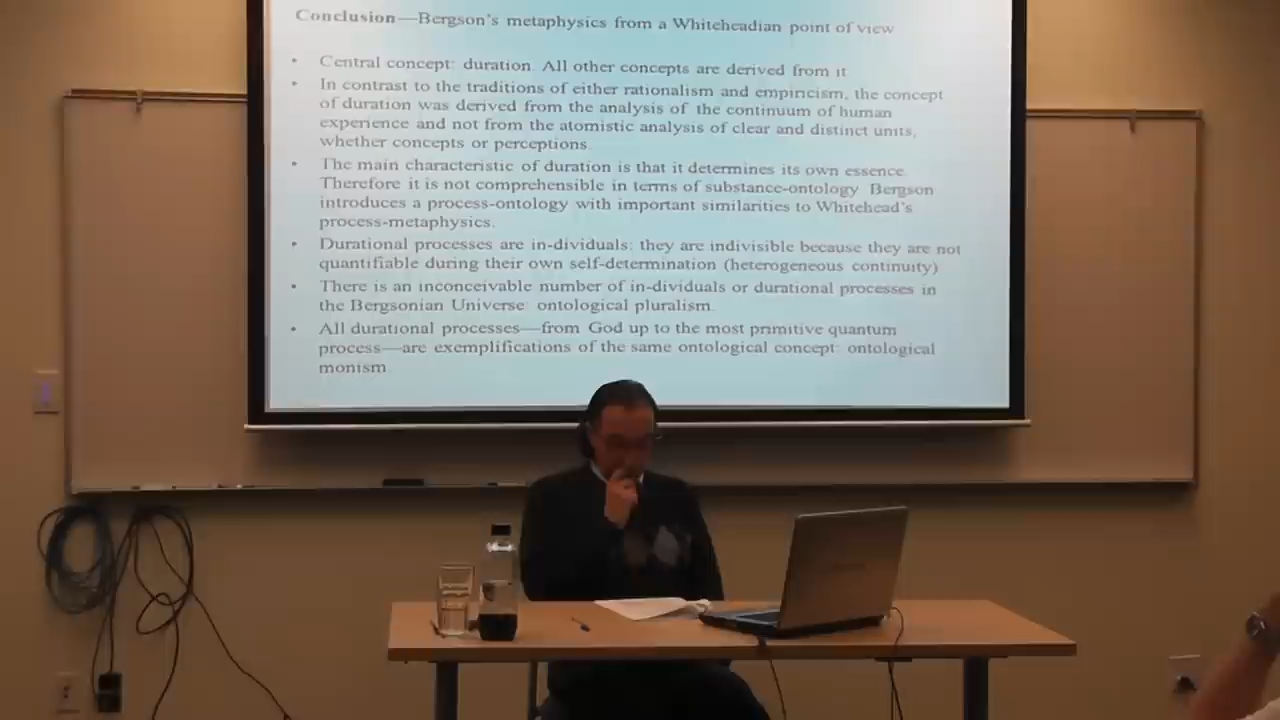 Conclusion—Bergson's metaphysics from a Whiteheadian point of view
• Central concept: duration. All other concepts are derived from it
• In contrast to the traditions of either rationalism and empiricism, the concept
of duration was derived from the analysis of the continuum of human
experience and not from the atomistic analysis of clear and distinct units,
whether concepts or perceptions.
• The main characteristic of duration is that it determines its own essence.
Therefore it is not comprehensible in terms of substance-ontology. Bergson
introduces a process-ontology with important similarities to Whitehead's
process-metaphysics.
• Durational processes are in-dividuals: they are indivisible because they are not
quantifiable during their own self-determination (heterogeneous continuity)
• There is an inconceivable number of in-dividuals or durational processes in
the Bergsonian Universe: ontological pluralism.
• All durational processes—from God up to the most primitive quantum
process—are exemplifications of the same ontological concept: ontological
monism.